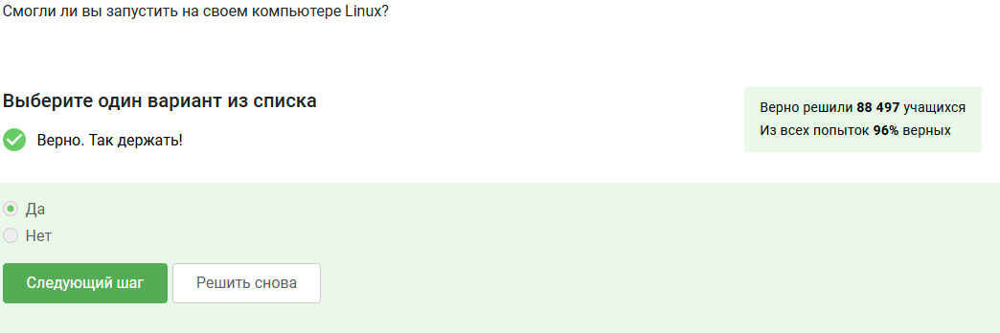 Смогли ли вы запустить на своем компьютере Linux?
Выберите один вариант из списка
Верно. Так держать!
Верно решили 88 497 учащихся
Из всех попыток 96% верных
Да
Нет
Следующий шаг
Решить снова